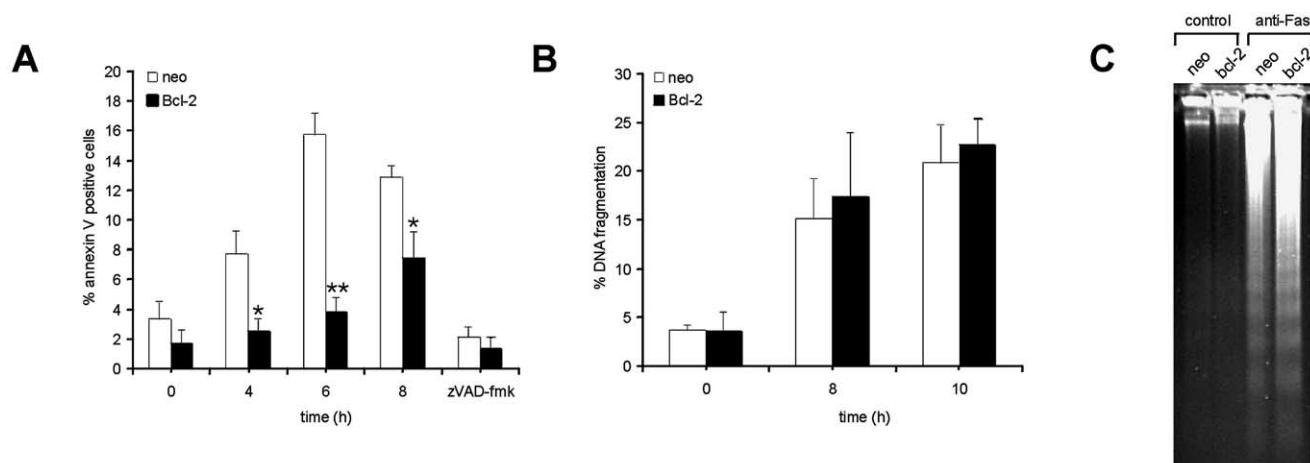 A
% annexin V positive cells
20
18
16
14
12
10
8
6
4
2
0
neo
Bcl-2
*
**
*
0 4 6 8 zVAD-fmk
time (h)
B
% DNA fragmentation
30
25
20
15
10
5
0
neo
Bcl-2
0 8 10
time (h)
C
control anti-Fas
neo bcl-2 neo bcl-2